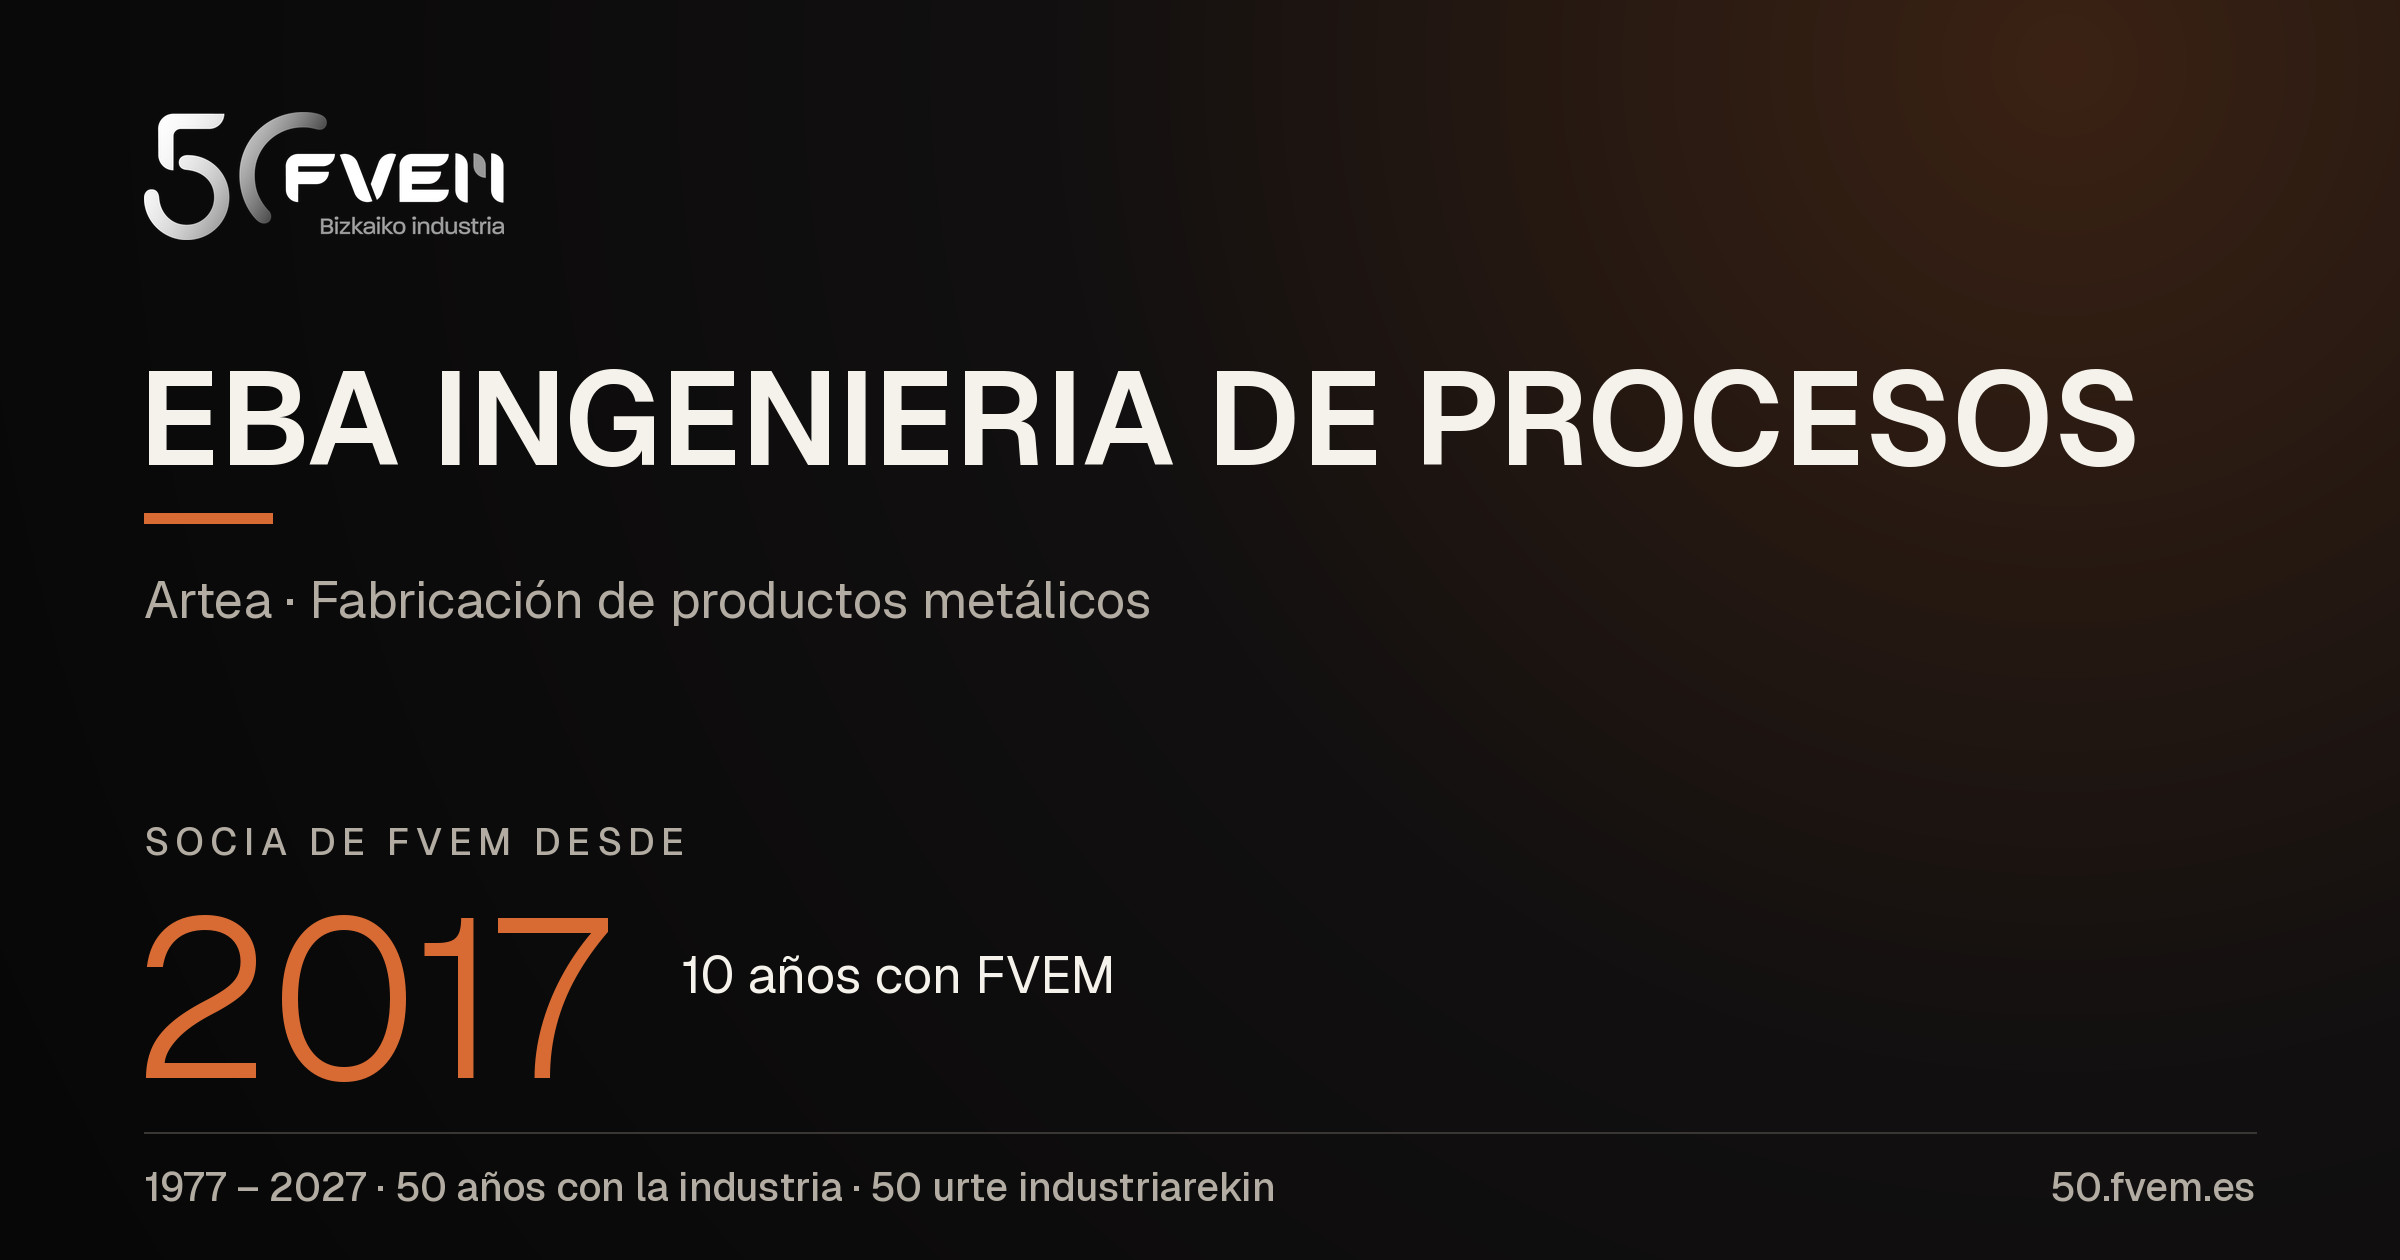 50 FVEM
Bizkaiko industria
EBA INGENIERIA DE PROCESOS
Artea · Fabricación de productos metálicos
SOCIA DE FVEM DESDE
2017
10 años con FVEM
1977 – 2027 · 50 años con la industria · 50 urte industriarekin
50.fvem.es